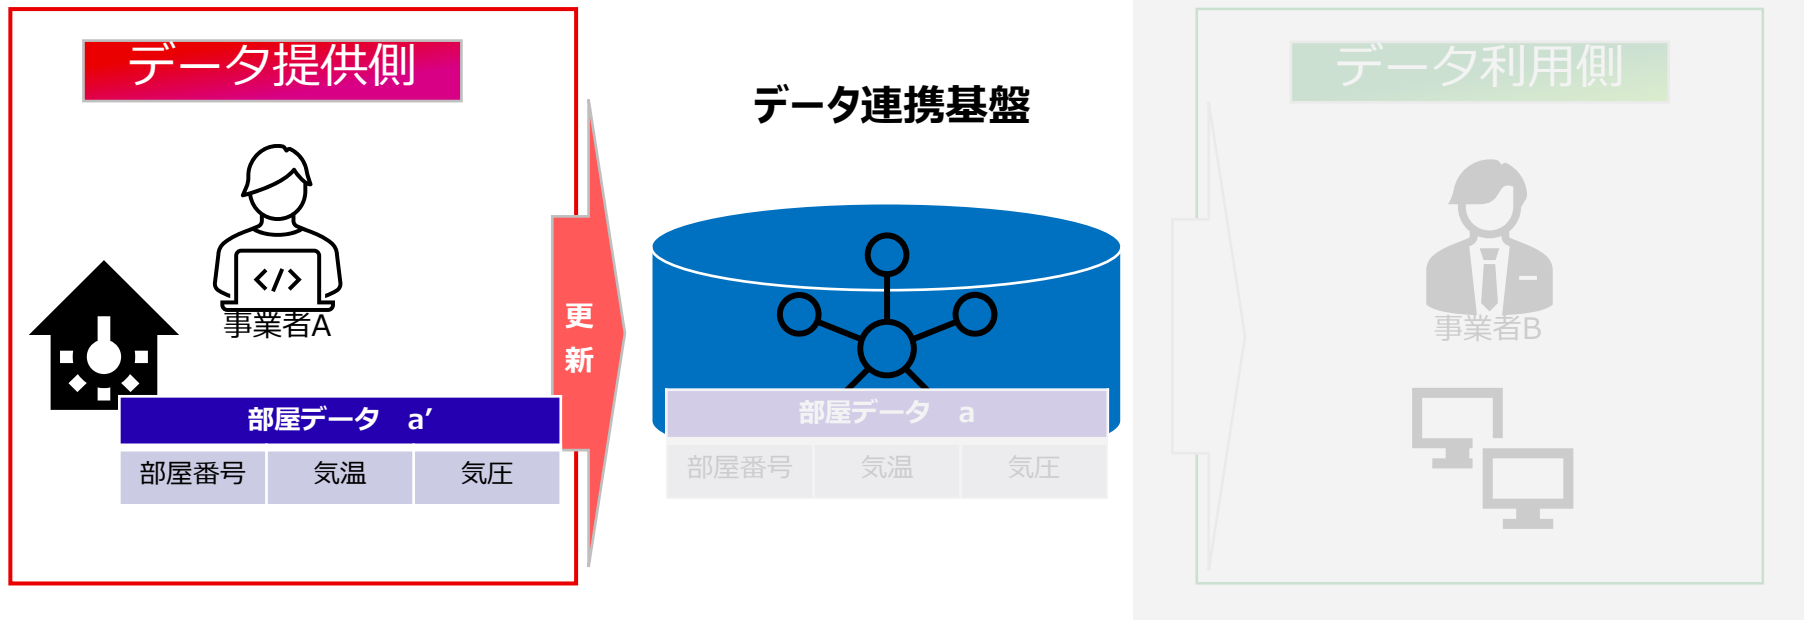 データ提供側
事業者A
更
新
部屋データ　a’
部屋番号 気温 気圧
データ連携基盤
部屋データ　a
部屋番号 気温 気圧
データ利用側
事業者B